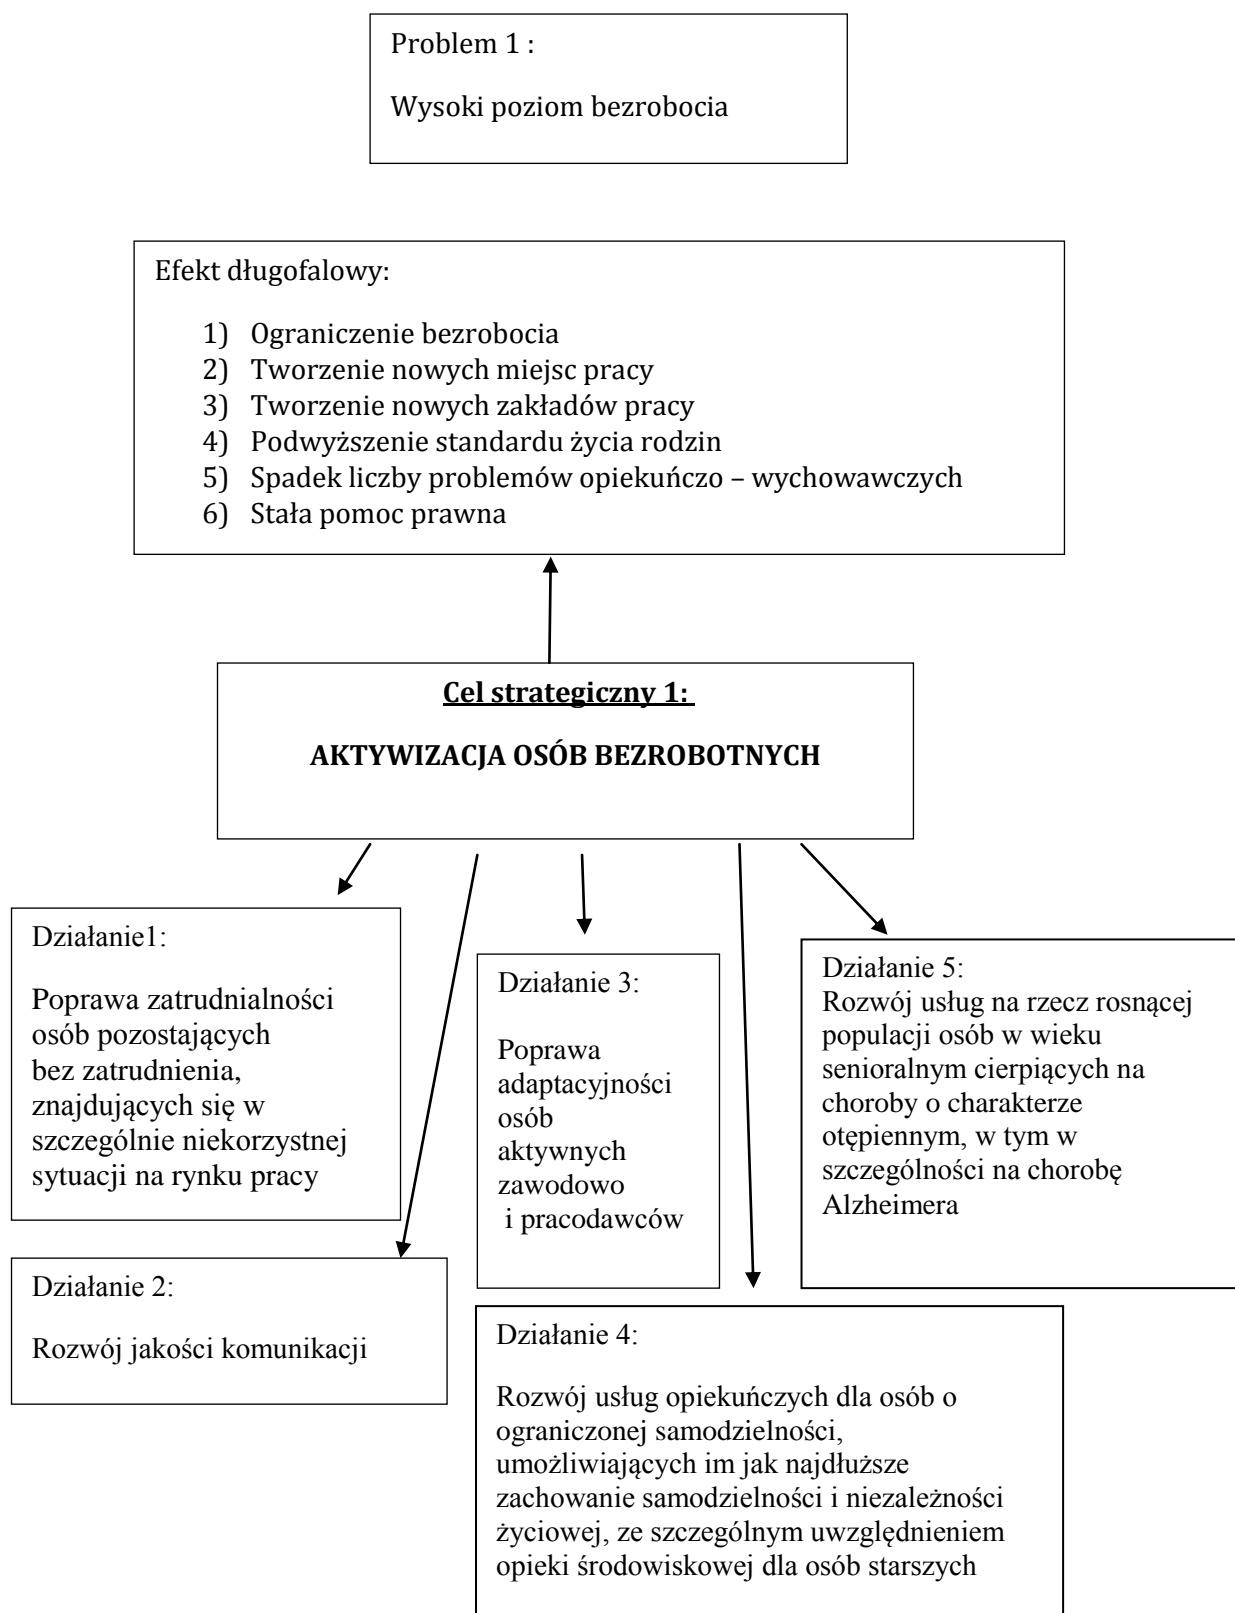 Problem 1 :
Wysoki poziom bezrobocia
Efekt długofalowy:
1) Ograniczenie bezrobocia
2) Tworzenie nowych miejsc pracy
3) Tworzenie nowych zakładów pracy
4) Podwyższenie standardu życia rodzin
5) Spadek liczby problemów opiekuńczo – wychowawczych
6) Stała pomoc prawna
Cel strategiczny 1:
AKTYWIZACJA OSÓB BEZROBOTNYCH
Działanie1:
Poprawa zatrudnialności
osób pozostających
bez zatrudnienia,
znajdujących się w
szczególnie niekorzystnej
sytuacji na rynku pracy
Działanie 2:
Rozwój jakości komunikacji
Działanie 3:
Poprawa
adaptacyjności
osób
aktywnych
zawodowo
i pracodawców
Działanie 4:
Rozwój usług opiekuńczych dla osób o
ograniczonej samodzielności,
umożliwiających im jak najdłuższe
zachowanie samodzielności i niezależności
życiowej, ze szczególnym uwzględnieniem
opieki środowiskowej dla osób starszych
Działanie 5:
Rozwój usług na rzecz rosnącej
populacji osób w wieku
senioralnym cierpiących na
choroby o charakterze
otępiennym, w tym w
szczególności na chorobę
Alzheimera